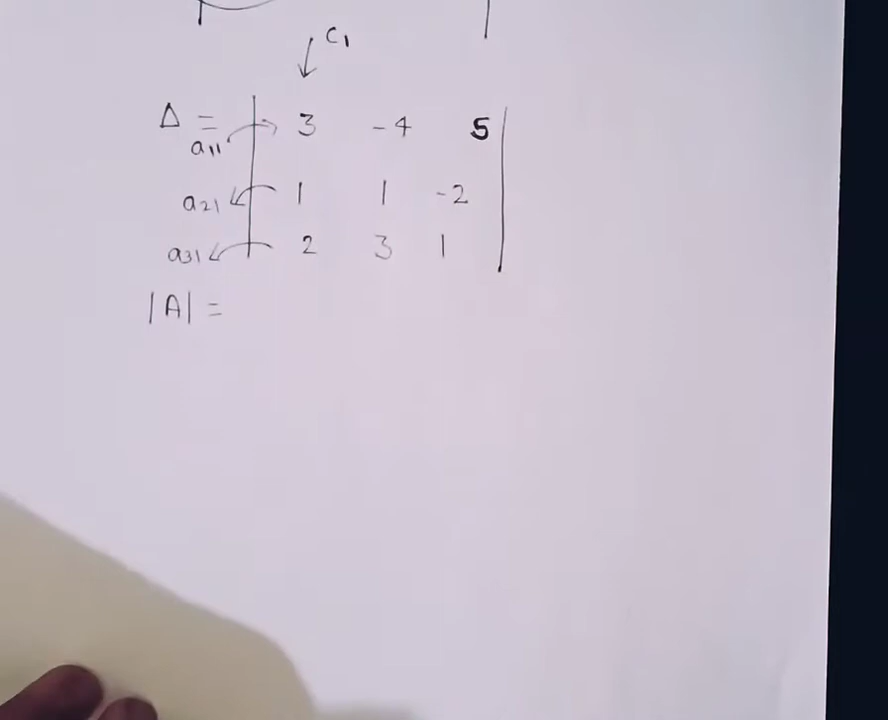 C1
Δ = 3 -4 5
a11
a21 1 1 -2
a31 2 3 1
|A| =